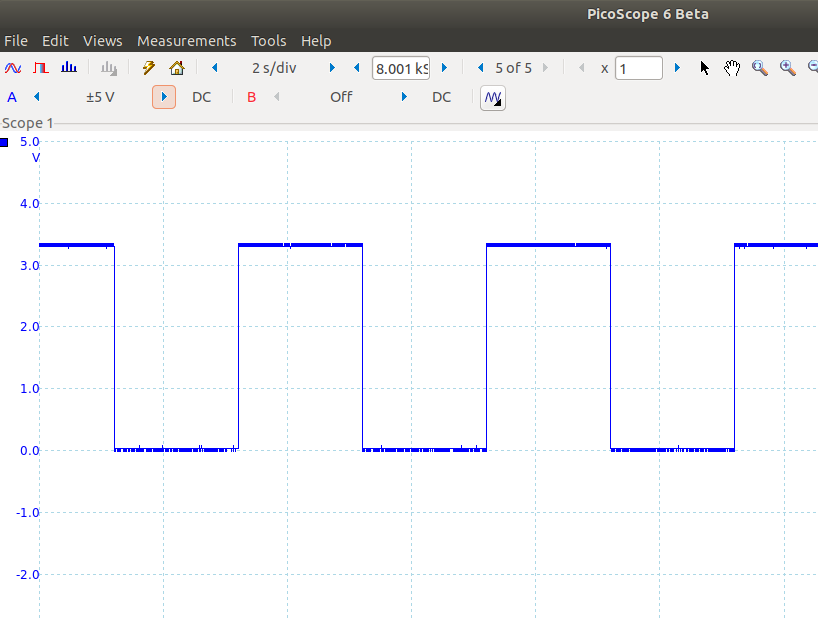 PicoScope 6 Beta
File Edit Views Measurements Tools Help
2 s/div 8.001 kS 5 of 5 x 1
A ±5 V DC B Off DC
Scope 1
5.0
V
4.0
3.0
2.0
1.0
0.0
-1.0
-2.0